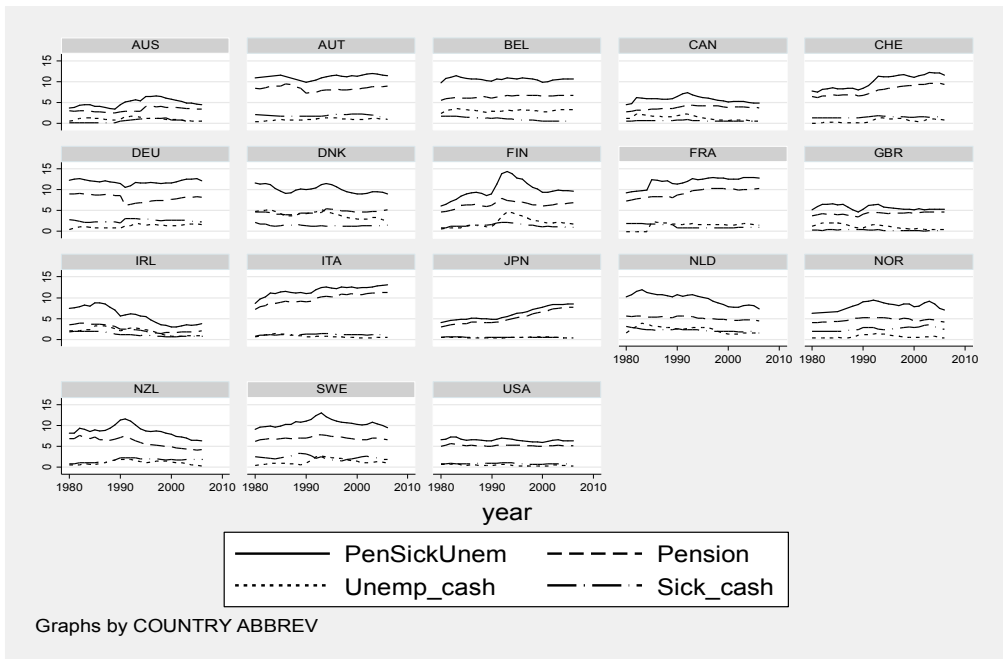 AUS AUT BEL CAN CHE
15
10
5
0
DEU DNK FIN FRA GBR
15
10
5
0
IRL ITA JPN NLD NOR
15
10
5
0
1980 1990 2000 2010 1980 1990 2000 2010
NZL SWE USA
15
10
5
0
1980 1990 2000 2010 1980 1990 2000 2010 1980 1990 2000 2010
year
PenSickUnem Pension
Unemp_cash Sick_cash
Graphs by COUNTRY ABBREV